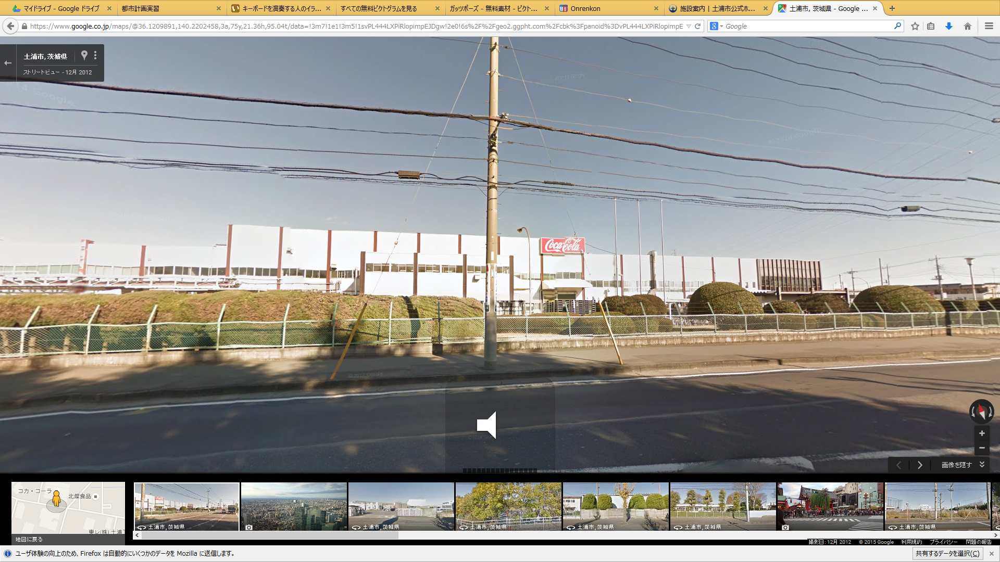 マイドライブ - Google ドライブ
都市計画実習
キーボードを演奏する人のイラ...
すべての無料ピクトグラムを見る
ガッツポーズ - 無料素材 - ピクト...
Onrenkon
施設案内 | 土浦市公式ホ...
土浦市, 茨城県 - Google ...
https://www.google.co.jp/maps/@36.1209891,140.2202458,3a,75y,21.36h,95.04t/data=!3m7!1e1!3m5!1svPL444LXPiRlopimpEJDgw!2e0!6s%2F%2Fgeo2.ggpht.com%2Fcbk%3Fpanoid%3DvPL444LXPiRlopimpE
Google
土浦市, 茨城県
ストリートビュー - 12月 2012
Coca-Cola
画像を隠す
コカ・コーラ
北燦食品
東レ(株) 土浦
地図に戻る
土浦市, 茨城県
土浦市, 茨城県
土浦市, 茨城県
土浦市, 茨城県
土浦市, 茨城県
土浦市, 茨城県
撮影日: 12月 2012 © 2015 Google 利用規約 プライバシー 問題の報告
ユーザ体験の向上のため、Firefox は自動的にいくつかのデータを Mozilla に送信します。
共有するデータを選択(C)